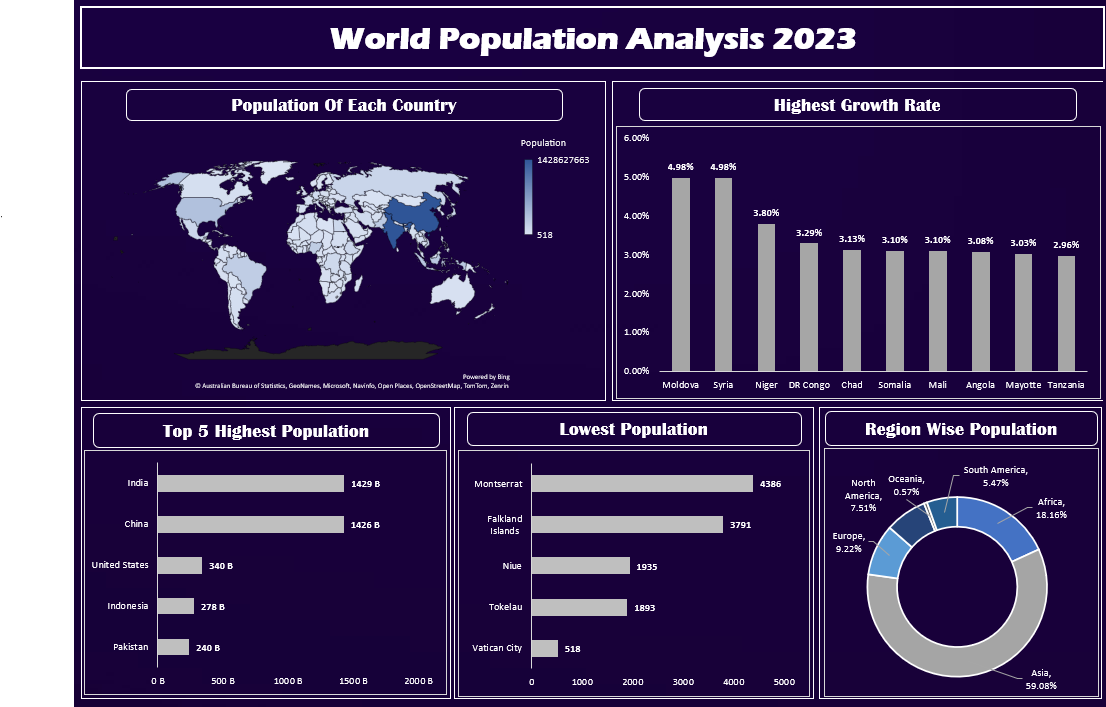 World Population Analysis 2023
Population Of Each Country
Population
1428627663
518
Powered by Bing
© Australian Bureau of Statistics, GeoNames, Microsoft, Navinfo, Open Places, OpenStreetMap, TomTom, Zenrin
Highest Growth Rate
6.00%
5.00%
4.00%
3.00%
2.00%
1.00%
0.00%
4.98% 4.98% 3.80% 3.29% 3.13% 3.10% 3.10% 3.08% 3.03% 2.96%
Moldova Syria Niger DR Congo Chad Somalia Mali Angola Mayotte Tanzania
Top 5 Highest Population
India 1429 B
China 1426 B
United States 340 B
Indonesia 278 B
Pakistan 240 B
0 B 500 B 1000 B 1500 B 2000 B
Lowest Population
Montserrat 4386
Falkland
Islands 3791
Niue 1935
Tokelau 1893
Vatican City 518
0 1000 2000 3000 4000 5000
Region Wise Population
South America,
5.47%
Oceania,
0.57%
North
America,
7.51%
Africa,
18.16%
Europe,
9.22%
Asia,
59.08%